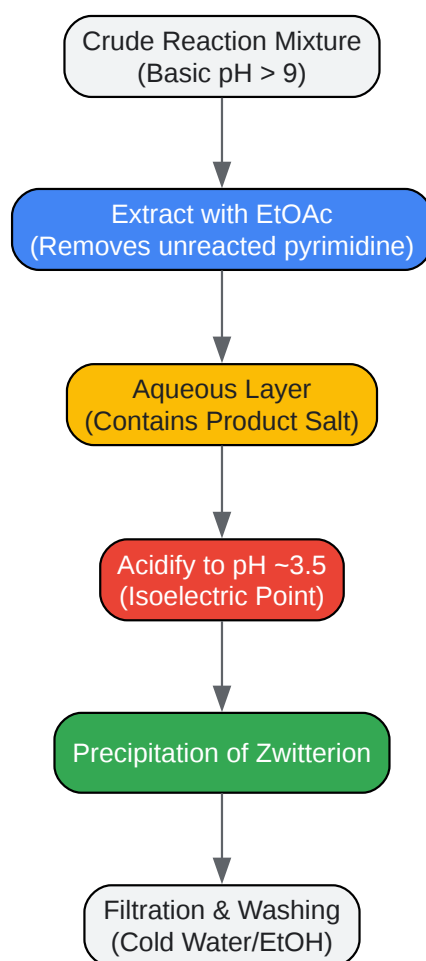 Crude Reaction Mixture
(Basic pH > 9)
Extract with EtOAc
(Removes unreacted pyrimidine)
Aqueous Layer
(Contains Product Salt)
Acidify to pH ~3.5
(Isoelectric Point)
Precipitation of Zwitterion
Filtration & Washing
(Cold Water/EtOH)